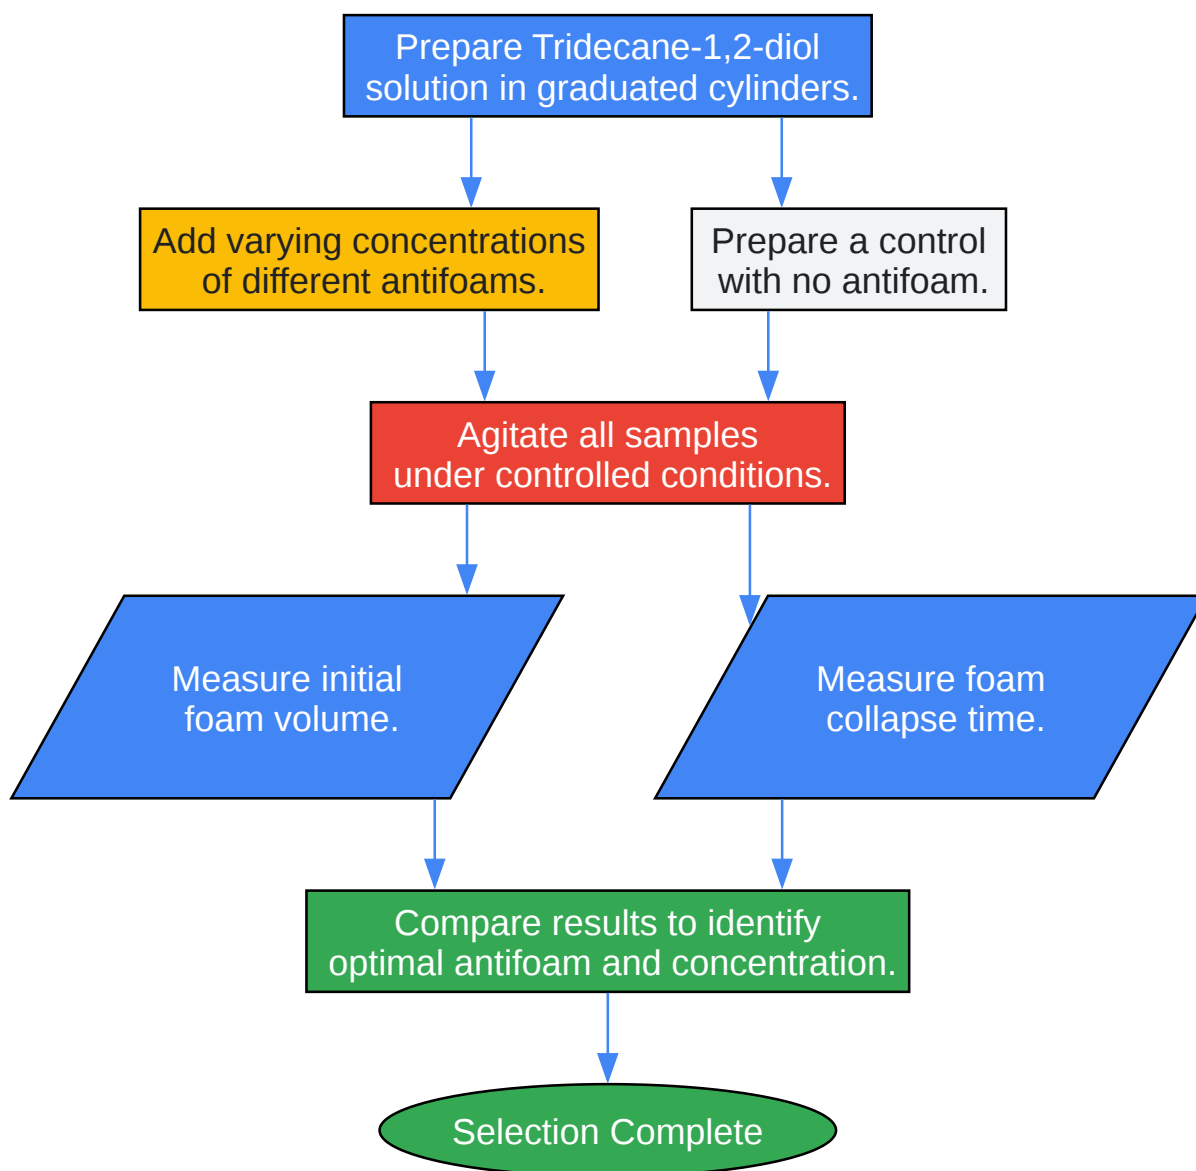 Prepare Tridecane-1,2-diol
solution in graduated cylinders.
Add varying concentrations
of different antifoams.
Prepare a control
with no antifoam.
Agitate all samples
under controlled conditions.
Measure initial
foam volume.
Measure foam
collapse time.
Compare results to identify
optimal antifoam and concentration.
Selection Complete